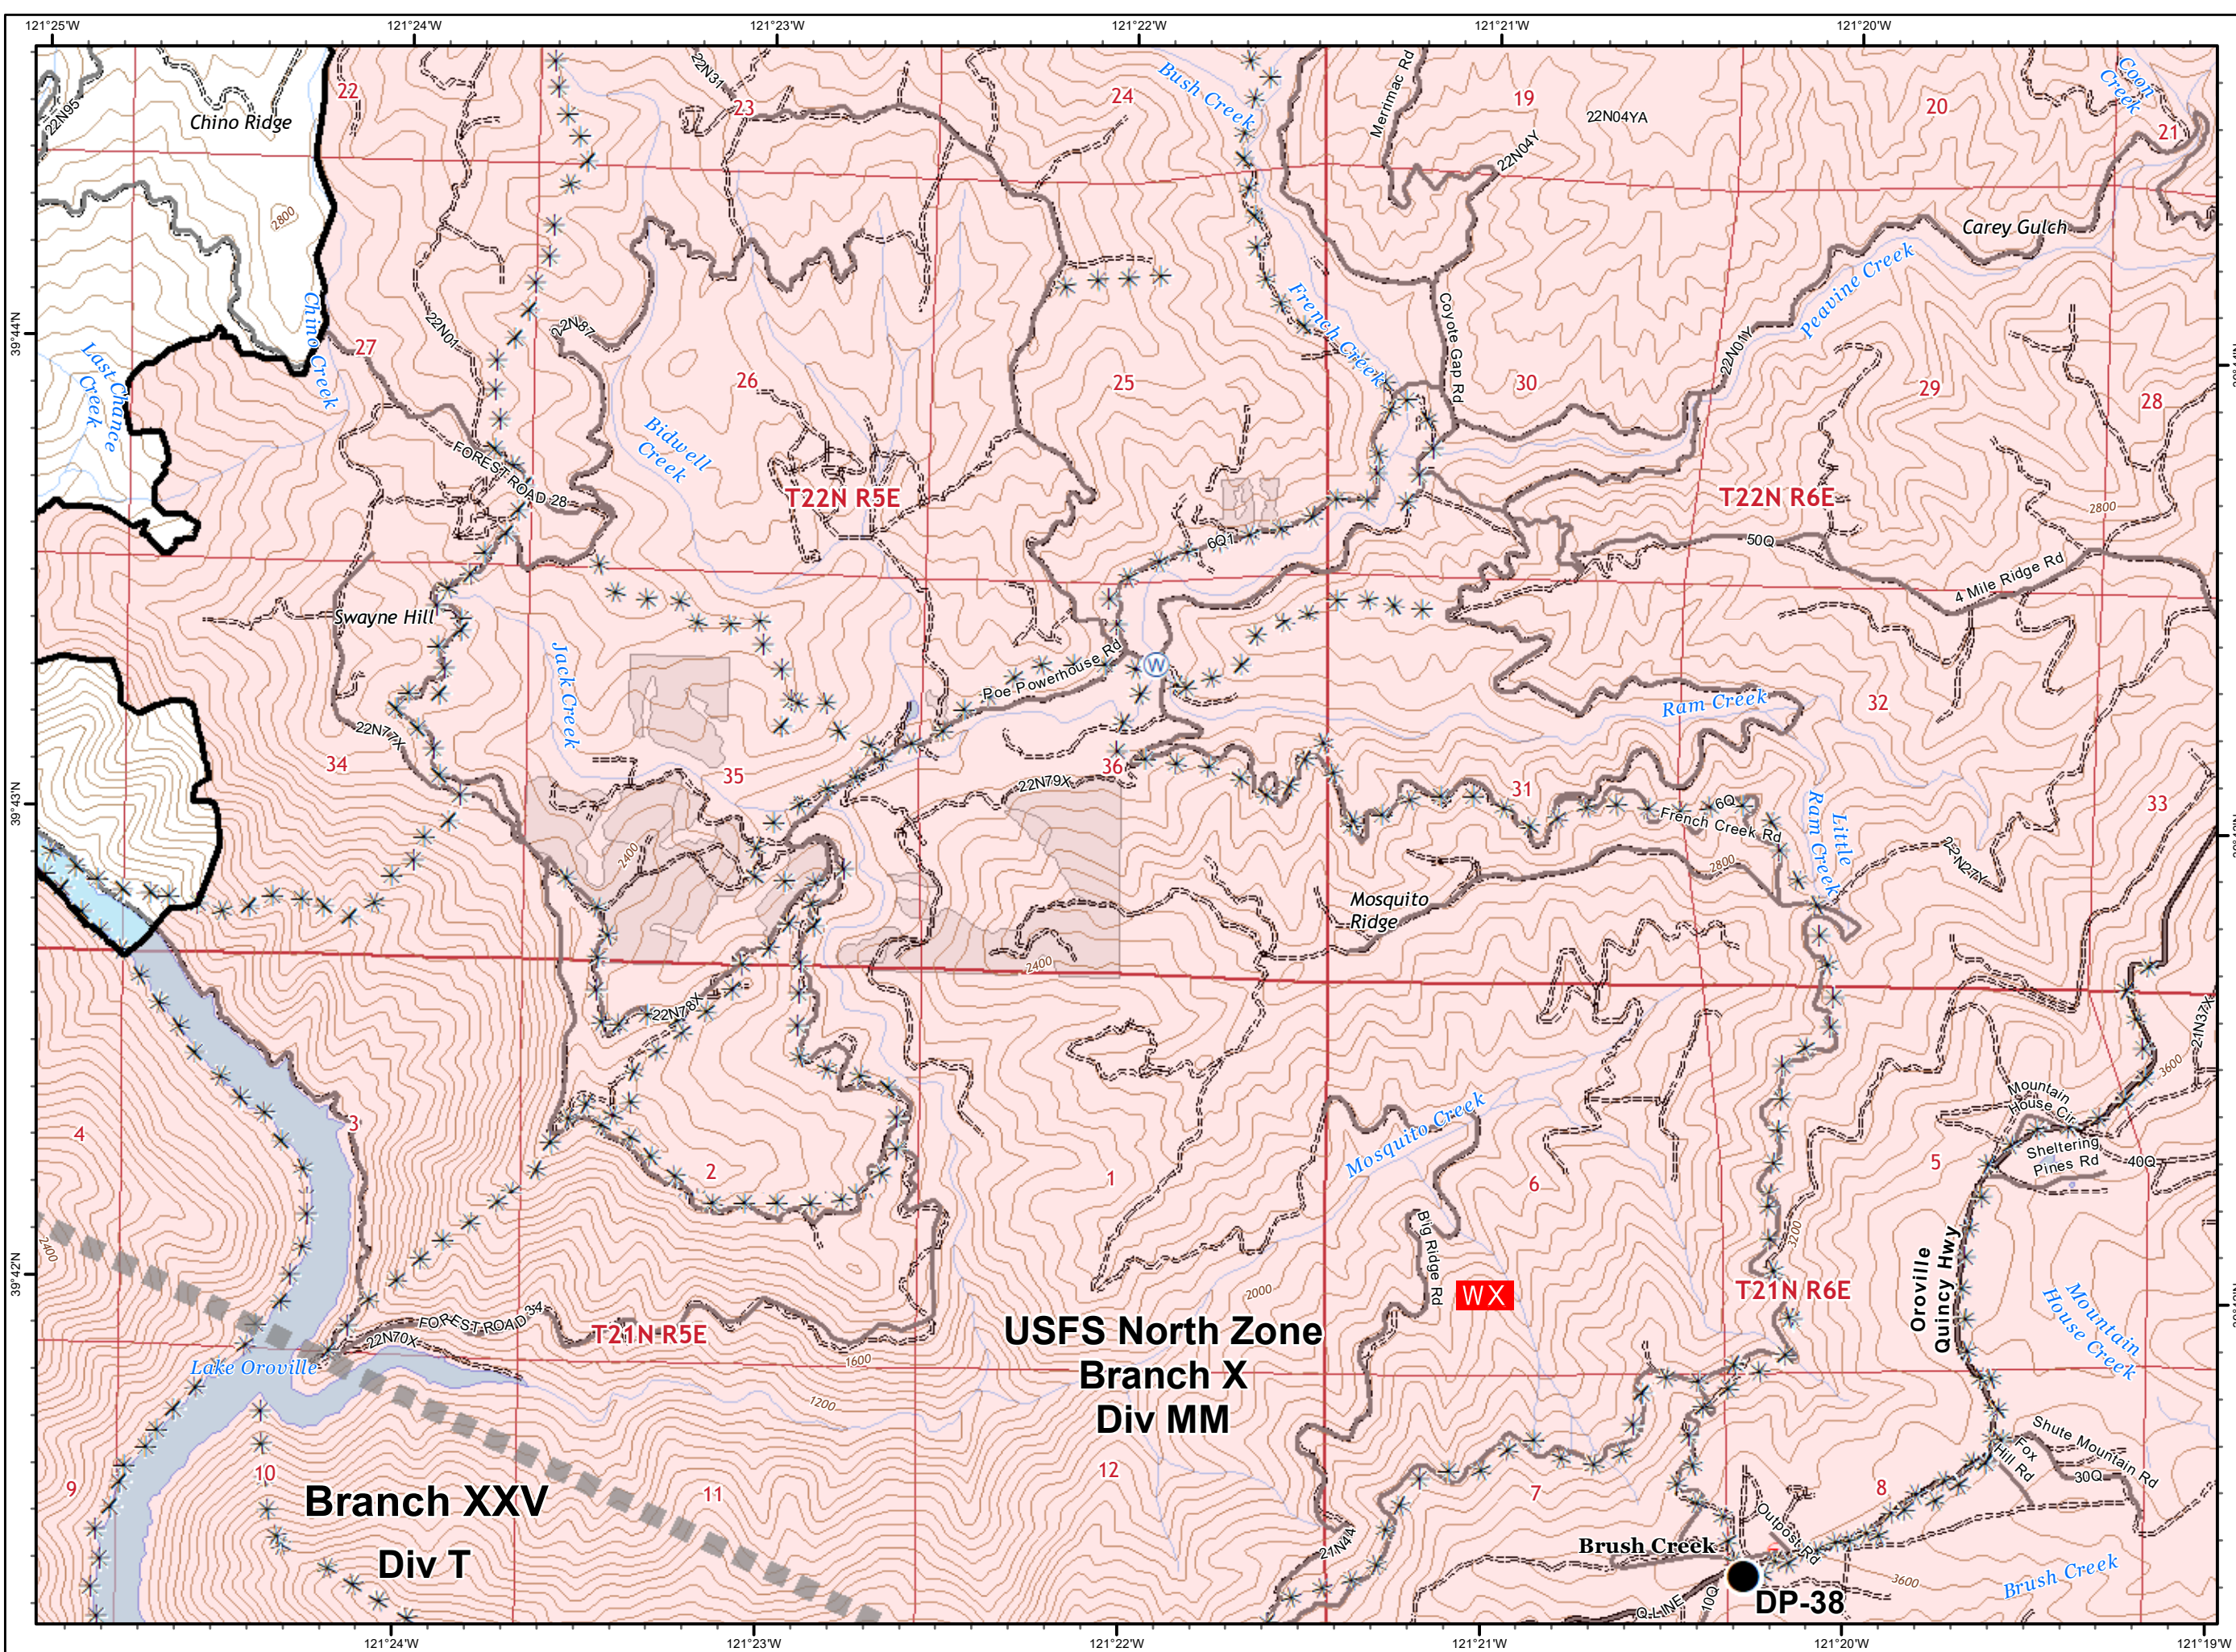 121°25'W
121°24'W
121°23'W
121°22'W
121°21'W
121°20'W
22N95
Chino Ridge
22
22N31
23
24
Bush Creek
Merrimac Rd
19
22N04YA
22N04Y
20
Coon
Creek
21
2800
Carey Gulch
Peavine Creek
39°44'N
Chino Creek
Last Chance
Creek
27
22N01
22N87
26
25
French Creek
Coyote Gap Rd
30
22N01Y
29
28
Bidwell
Creek
FOREST ROAD 28
T22N R5E
T22N R6E
2800
6Q1
50Q
4 Mile Ridge Rd
Swayne Hill
Jack Creek
Poe Powerhouse Rd
W
Ram Creek
32
22N77X
34
35
36
22N79X
31
6Q
French Creek Rd
Little
Ram Creek
33
39°43'N
2400
2800
22N27Y
Mosquito
Ridge
2400
22N78X
21N37X
3600
Mountain
House Cir
Sheltering
Pines Rd
40Q
3
4
Mosquito Creek
2
1
6
5
2400
3200
Big Ridge Rd
Oroville
Quincy Hwy
39°42'N
WX
T21N R6E
Mountain
House Creek
2000
FOREST ROAD 34
22N70X
T21N R5E
1600
USFS North Zone
Branch X
Div MM
Lake Oroville
1200
9
10
11
12
7
8
Shute Mountain Rd
Fox
Hill Rd
30Q
Branch XXV
Div T
21N44
Outpost Rd
Brush Creek
3600
Brush Creek
Q LINE
10Q
DP-38
121°24'W
121°23'W
121°22'W
121°21'W
121°20'W
121°19'W